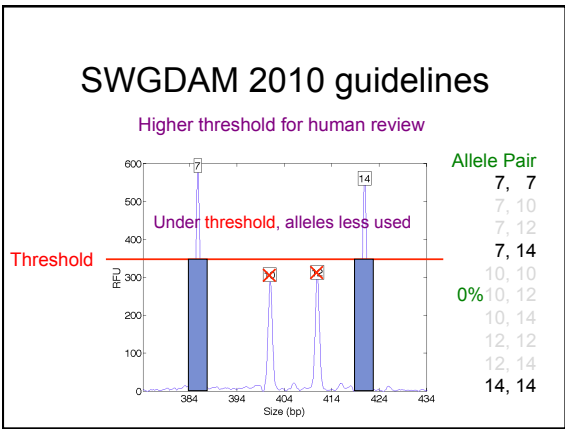 SWGDAM 2010 guidelines
Higher threshold for human review
Allele Pair
7, 7
7, 10
7, 12
7, 14
10, 10
0% 10, 12
10, 14
12, 12
12, 14
14, 14
Threshold
Under threshold, alleles less used
7
14
10
12
RFU
600
500
400
300
200
100
0
384 394 404 414 424 434
Size (bp)